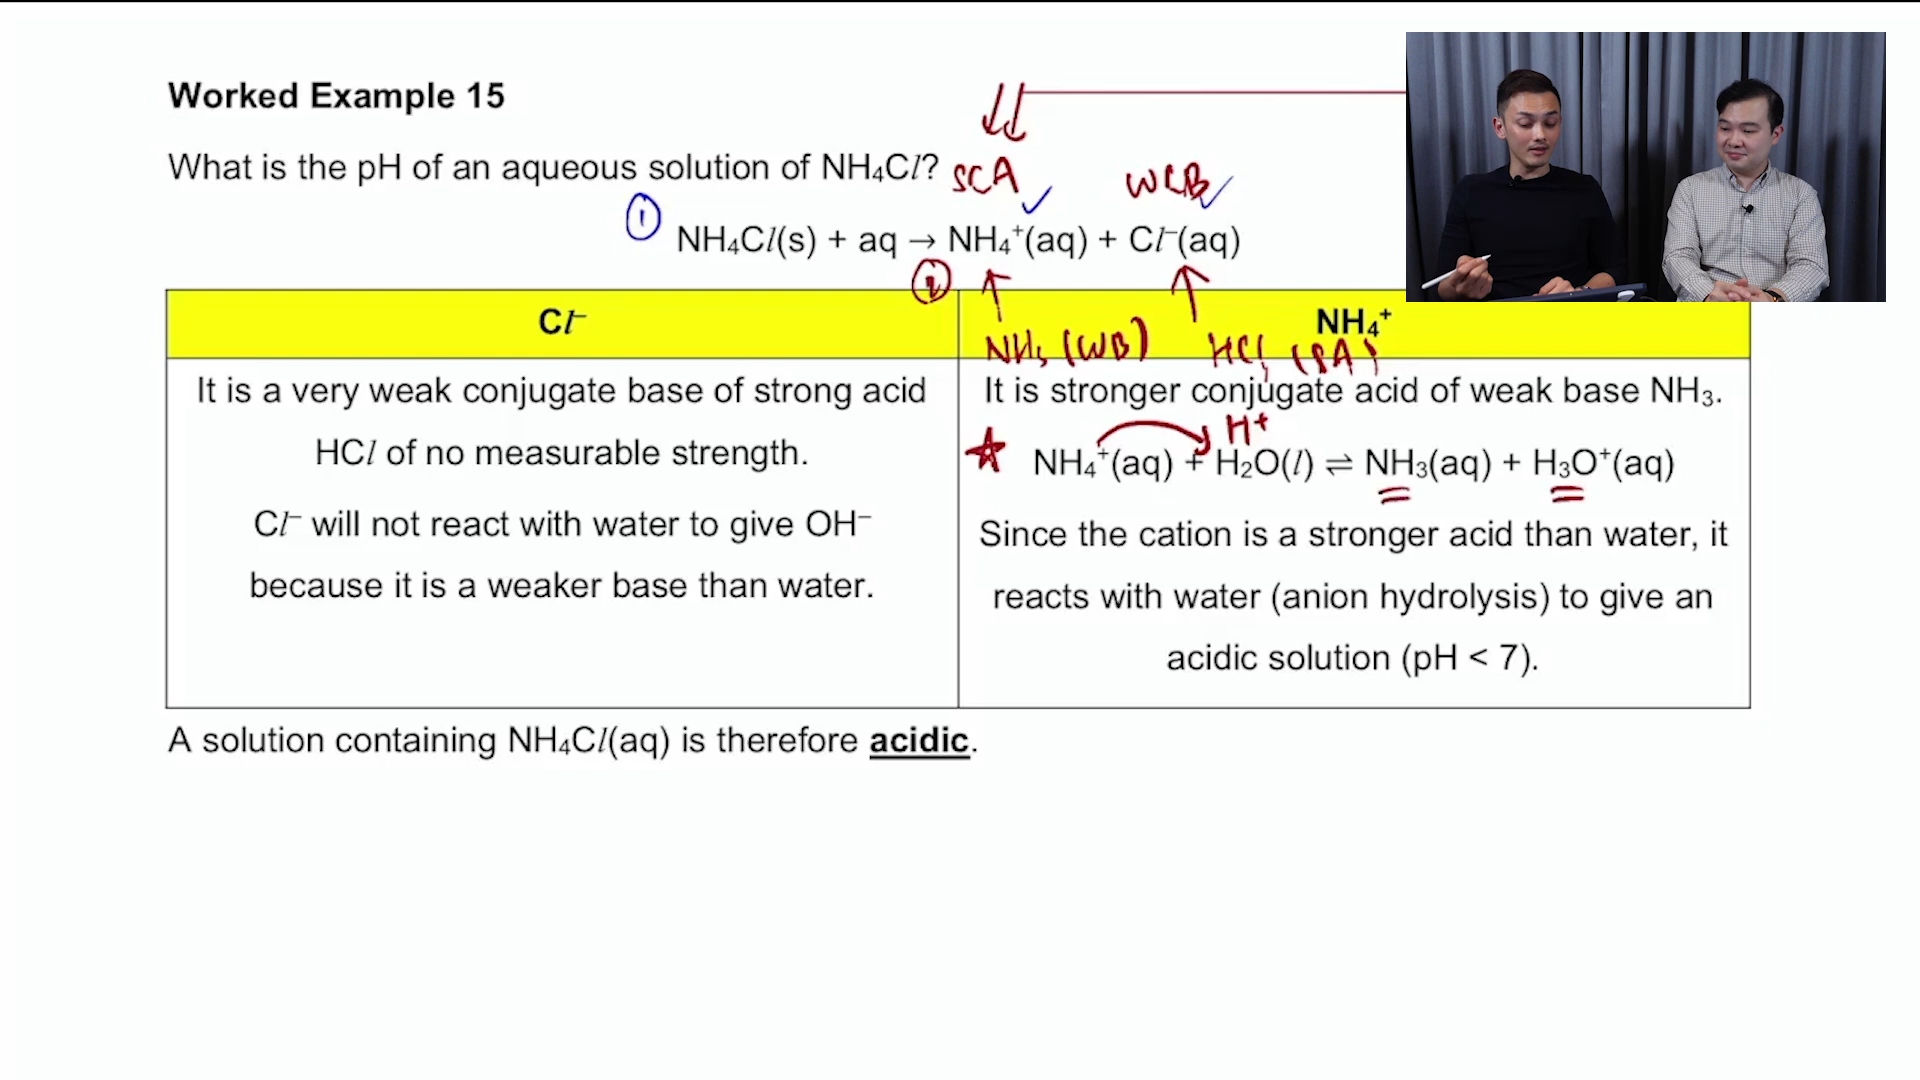 Worked Example 15
What is the pH of an aqueous solution of NH₄Cl?
SCA
WCB
①
NH₄Cl(s) + aq → NH₄⁺(aq) + Cl⁻(aq)
②
NH₃ (WB)
HCl (SA)
Cl⁻
NH₄⁺
It is a very weak conjugate base of strong acid
HCl of no measurable strength.
Cl⁻ will not react with water to give OH⁻
because it is a weaker base than water.
It is stronger conjugate acid of weak base NH₃.
H⁺
NH₄⁺(aq) + H₂O(l) ⇌ NH₃(aq) + H₃O⁺(aq)
Since the cation is a stronger acid than water, it
reacts with water (anion hydrolysis) to give an
acidic solution (pH < 7).
A solution containing NH₄Cl(aq) is therefore acidic.